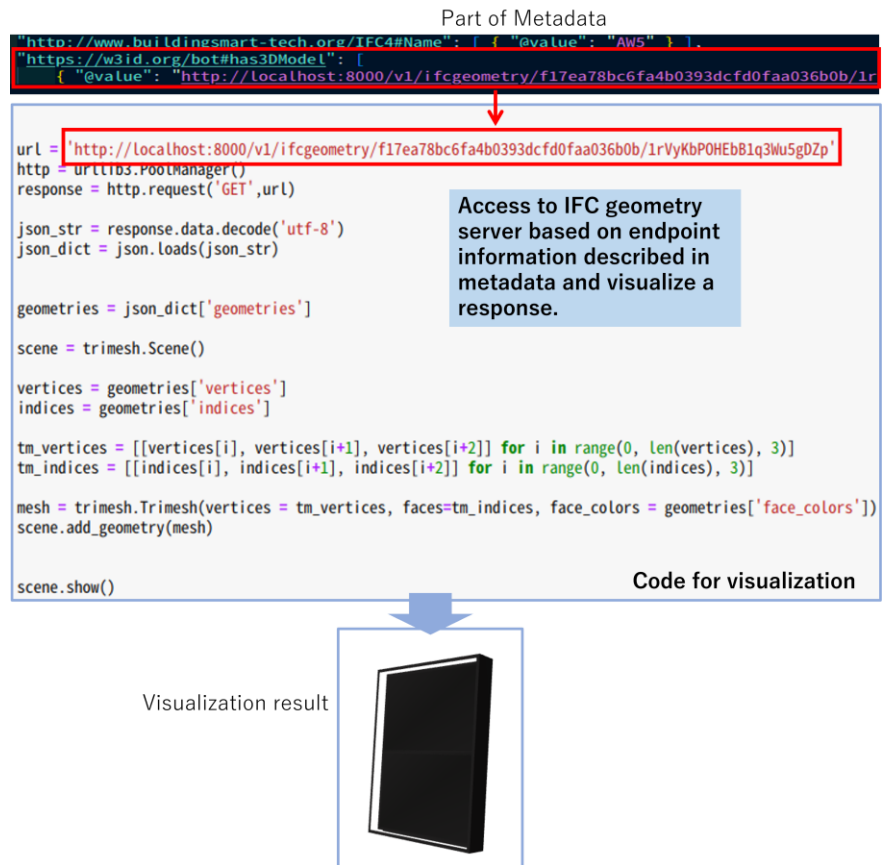 Part of Metadata
"http://www.buildingsmart-tech.org/IFC4#Name": [ { "@value": "AW5" } ],
"https://w3id.org/bot#has3DModel": [
{ "@value": "http://localhost:8000/v1/ifcgeometry/f17ea78bc6fa4b0393dcfd0faa036b0b/1r
url = 'http://localhost:8000/v1/ifcgeometry/f17ea78bc6fa4b0393dcfd0faa036b0b/1rVyKbPOHEbB1q3Wu5gDZp'
http = urllib3.PoolManager()
response = http.request('GET',url)
json_str = response.data.decode('utf-8')
json_dict = json.loads(json_str)
Access to IFC geometry
server based on endpoint
information described in
metadata and visualize a
response.
geometries = json_dict['geometries']
scene = trimesh.Scene()
vertices = geometries['vertices']
indices = geometries['indices']
tm_vertices = [[vertices[i], vertices[i+1], vertices[i+2]] for i in range(0, len(vertices), 3)]
tm_indices = [[indices[i], indices[i+1], indices[i+2]] for i in range(0, len(indices), 3)]
mesh = trimesh.Trimesh(vertices = tm_vertices, faces=tm_indices, face_colors = geometries['face_colors'])
scene.add_geometry(mesh)
scene.show()
Code for visualization
Visualization result